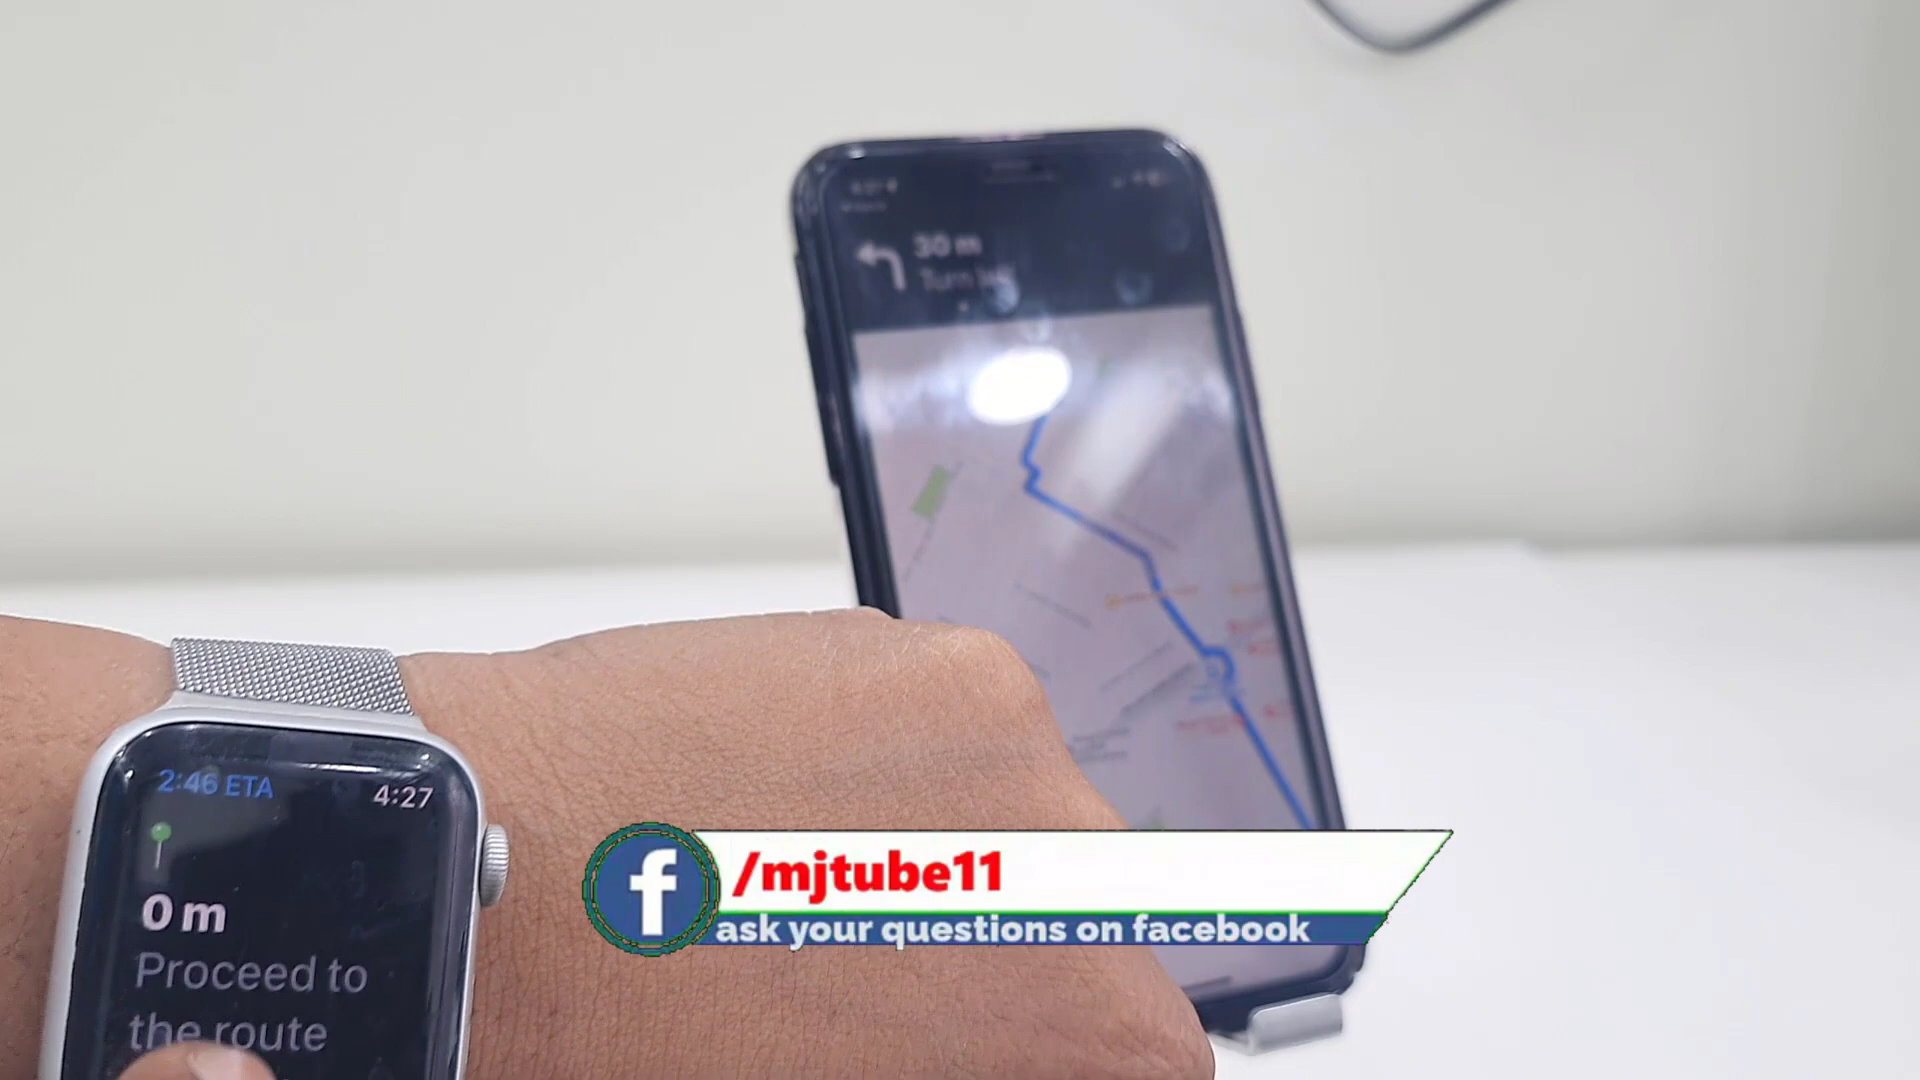 30 m
Turn left
2:46 ETA
4:27
0 m
Proceed to
the route
f
/mjtube11
ask your questions on facebook